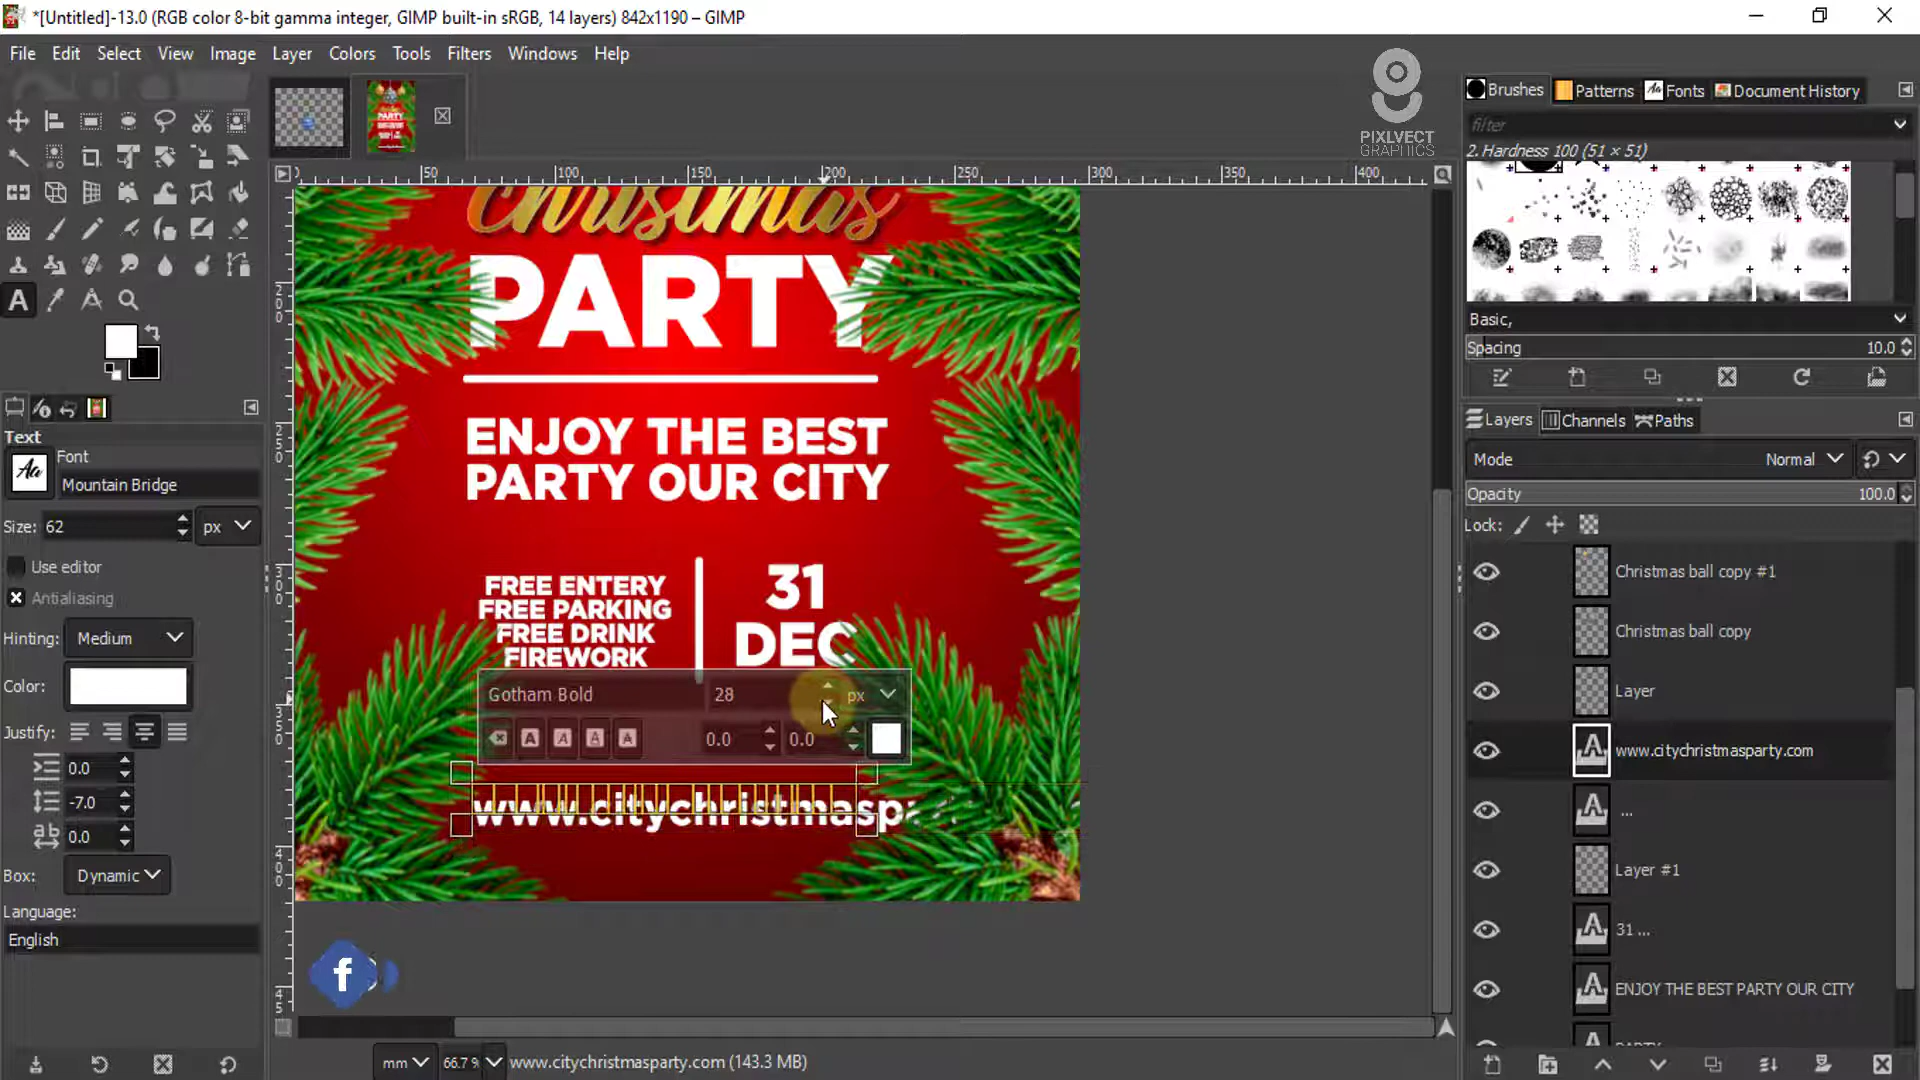 *[Untitled]-13.0 (RGB color 8-bit gamma integer, GIMP built-in sRGB, 14 layers) 842x1190 – GIMP
File Edit Select View Image Layer Colors Tools Filters Windows Help
PIXLVECT
GRAPHICS
Brushes Patterns Fonts Document History
filter
2. Hardness 100 (51 × 51)
Basic,
Spacing 10.0
50 100 150 200 250 300 350 400
Christmas
PARTY
ENJOY THE BEST
PARTY OUR CITY
FREE ENTERY
FREE PARKING
FREE DRINK
FIREWORK
31
DEC
Gotham Bold 28 px
0.0 0.0
www.citychristmaspa
f
Text
Font
Aa Mountain Bridge
Size: 62 px
Use editor
Antialiasing
Hinting: Medium
Color:
Justify:
0.0
-7.0
0.0
Box: Dynamic
Language:
English
Layers Channels Paths
Mode Normal
Opacity 100.0
Lock:
Christmas ball copy #1
Christmas ball copy
Layer
www.citychristmasparty.com
...
Layer #1
31 ...
ENJOY THE BEST PARTY OUR CITY
PARTY
mm 66.7 % www.citychristmasparty.com (143.3 MB)